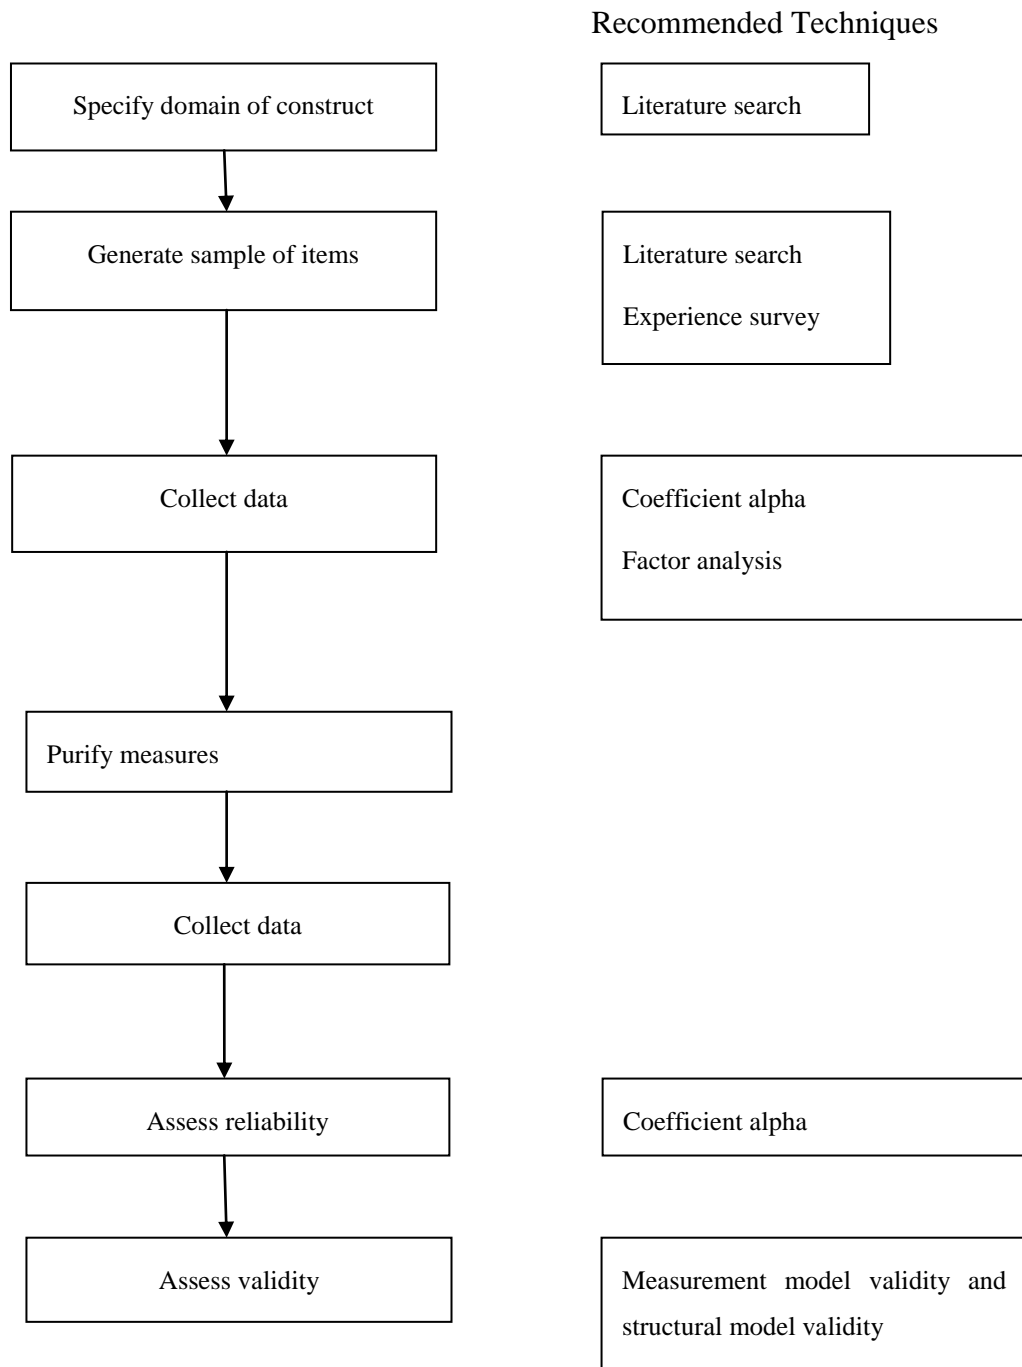 Recommended Techniques
Specify domain of construct
Literature search
Generate sample of items
Literature search
Experience survey
Collect data
Coefficient alpha
Factor analysis
Purify measures
Collect data
Assess reliability
Coefficient alpha
Assess validity
Measurement model validity and
structural model validity